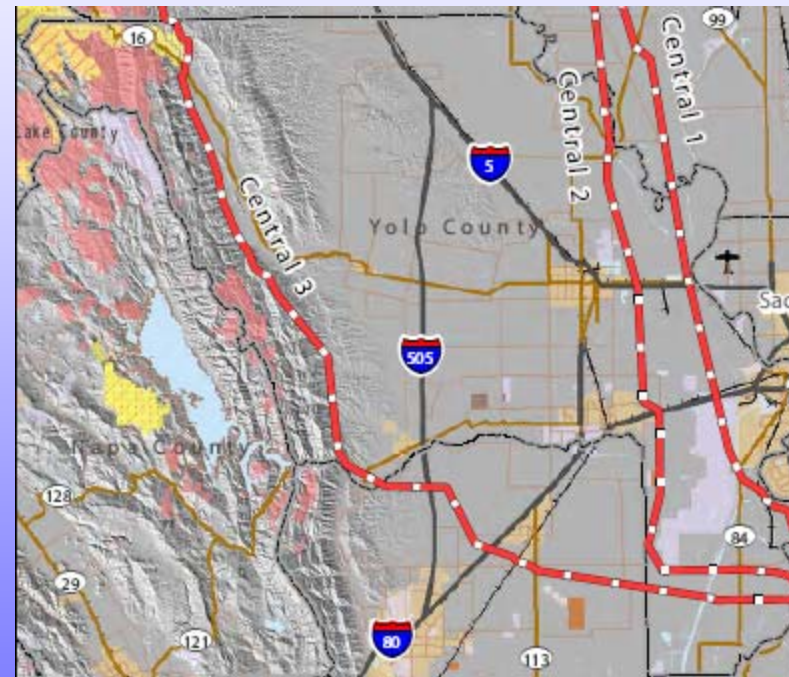 16
99
Central 1
Central 2
Lake County
5
Central 3
Yolo County
Sac
505
Napa County
128
84
29
80
121
113